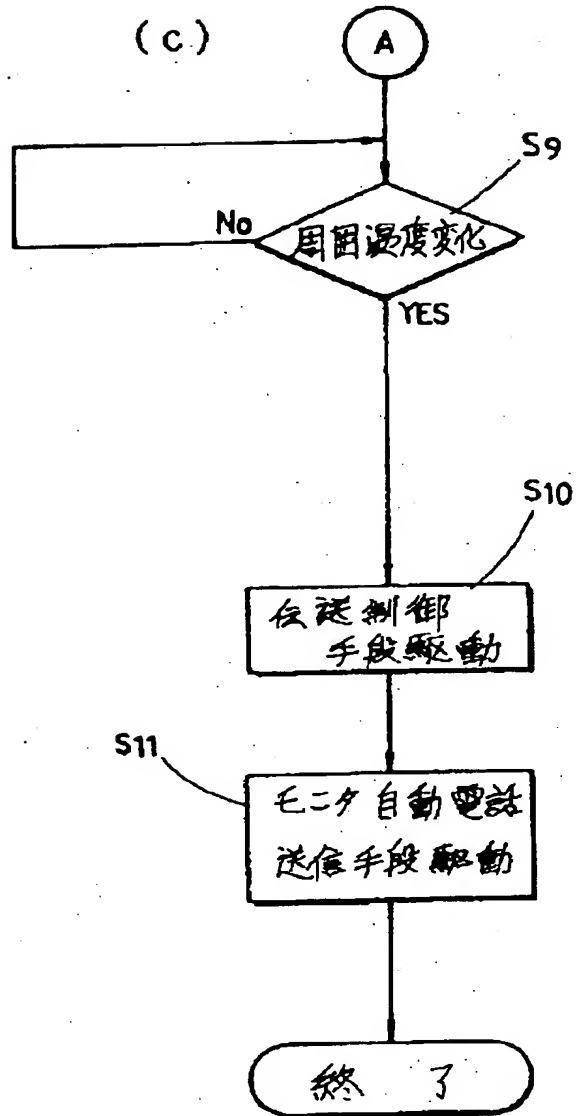 (C)
A
S9
No
周囲温度変化
YES
S10
伝送制御
手段駆動
S11
モニタ自動電話
送信手段駆動
終 了